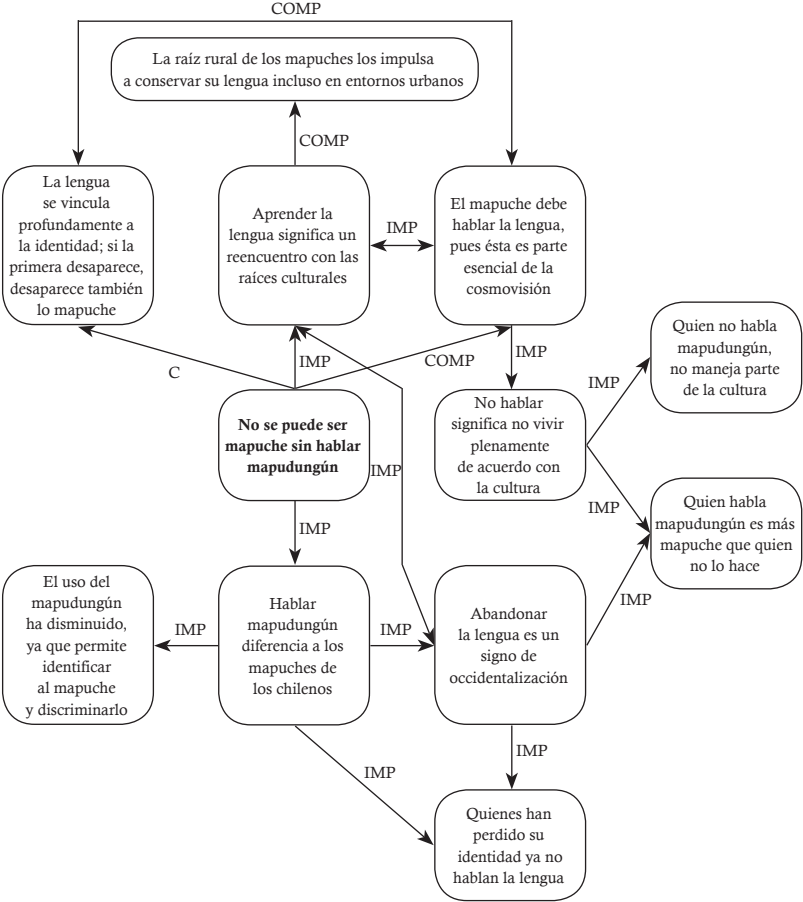 COMP
La raíz rural de los mapuches los impulsa
a conservar su lengua incluso en entornos urbanos
COMP
La lengua
se vincula
profundamente a
la identidad; si la
primera desaparece,
desaparece también
lo mapuche
Aprender la
lengua significa un
reencuentro con las
raíces culturales
IMP
El mapuche debe
hablar la lengua,
pues ésta es parte
esencial de la
cosmovisión
C
IMP
COMP
IMP
Quien no habla
mapudungún,
no maneja parte
de la cultura
No se puede ser
mapuche sin hablar
mapudungún
IMP
No hablar
significa no vivir
plenamente
de acuerdo con
la cultura
IMP
IMP
Quien habla
mapudungún es más
mapuche que quien
no lo hace
IMP
El uso del
mapudungún
ha disminuido,
ya que permite
identificar
al mapuche
y discriminarlo
IMP
Hablar
mapudungún
diferencia a los
mapuches de
los chilenos
IMP
Abandonar
la lengua es un
signo de
occidentalización
IMP
IMP
IMP
Quienes han
perdido su
identidad ya no
hablan la lengua